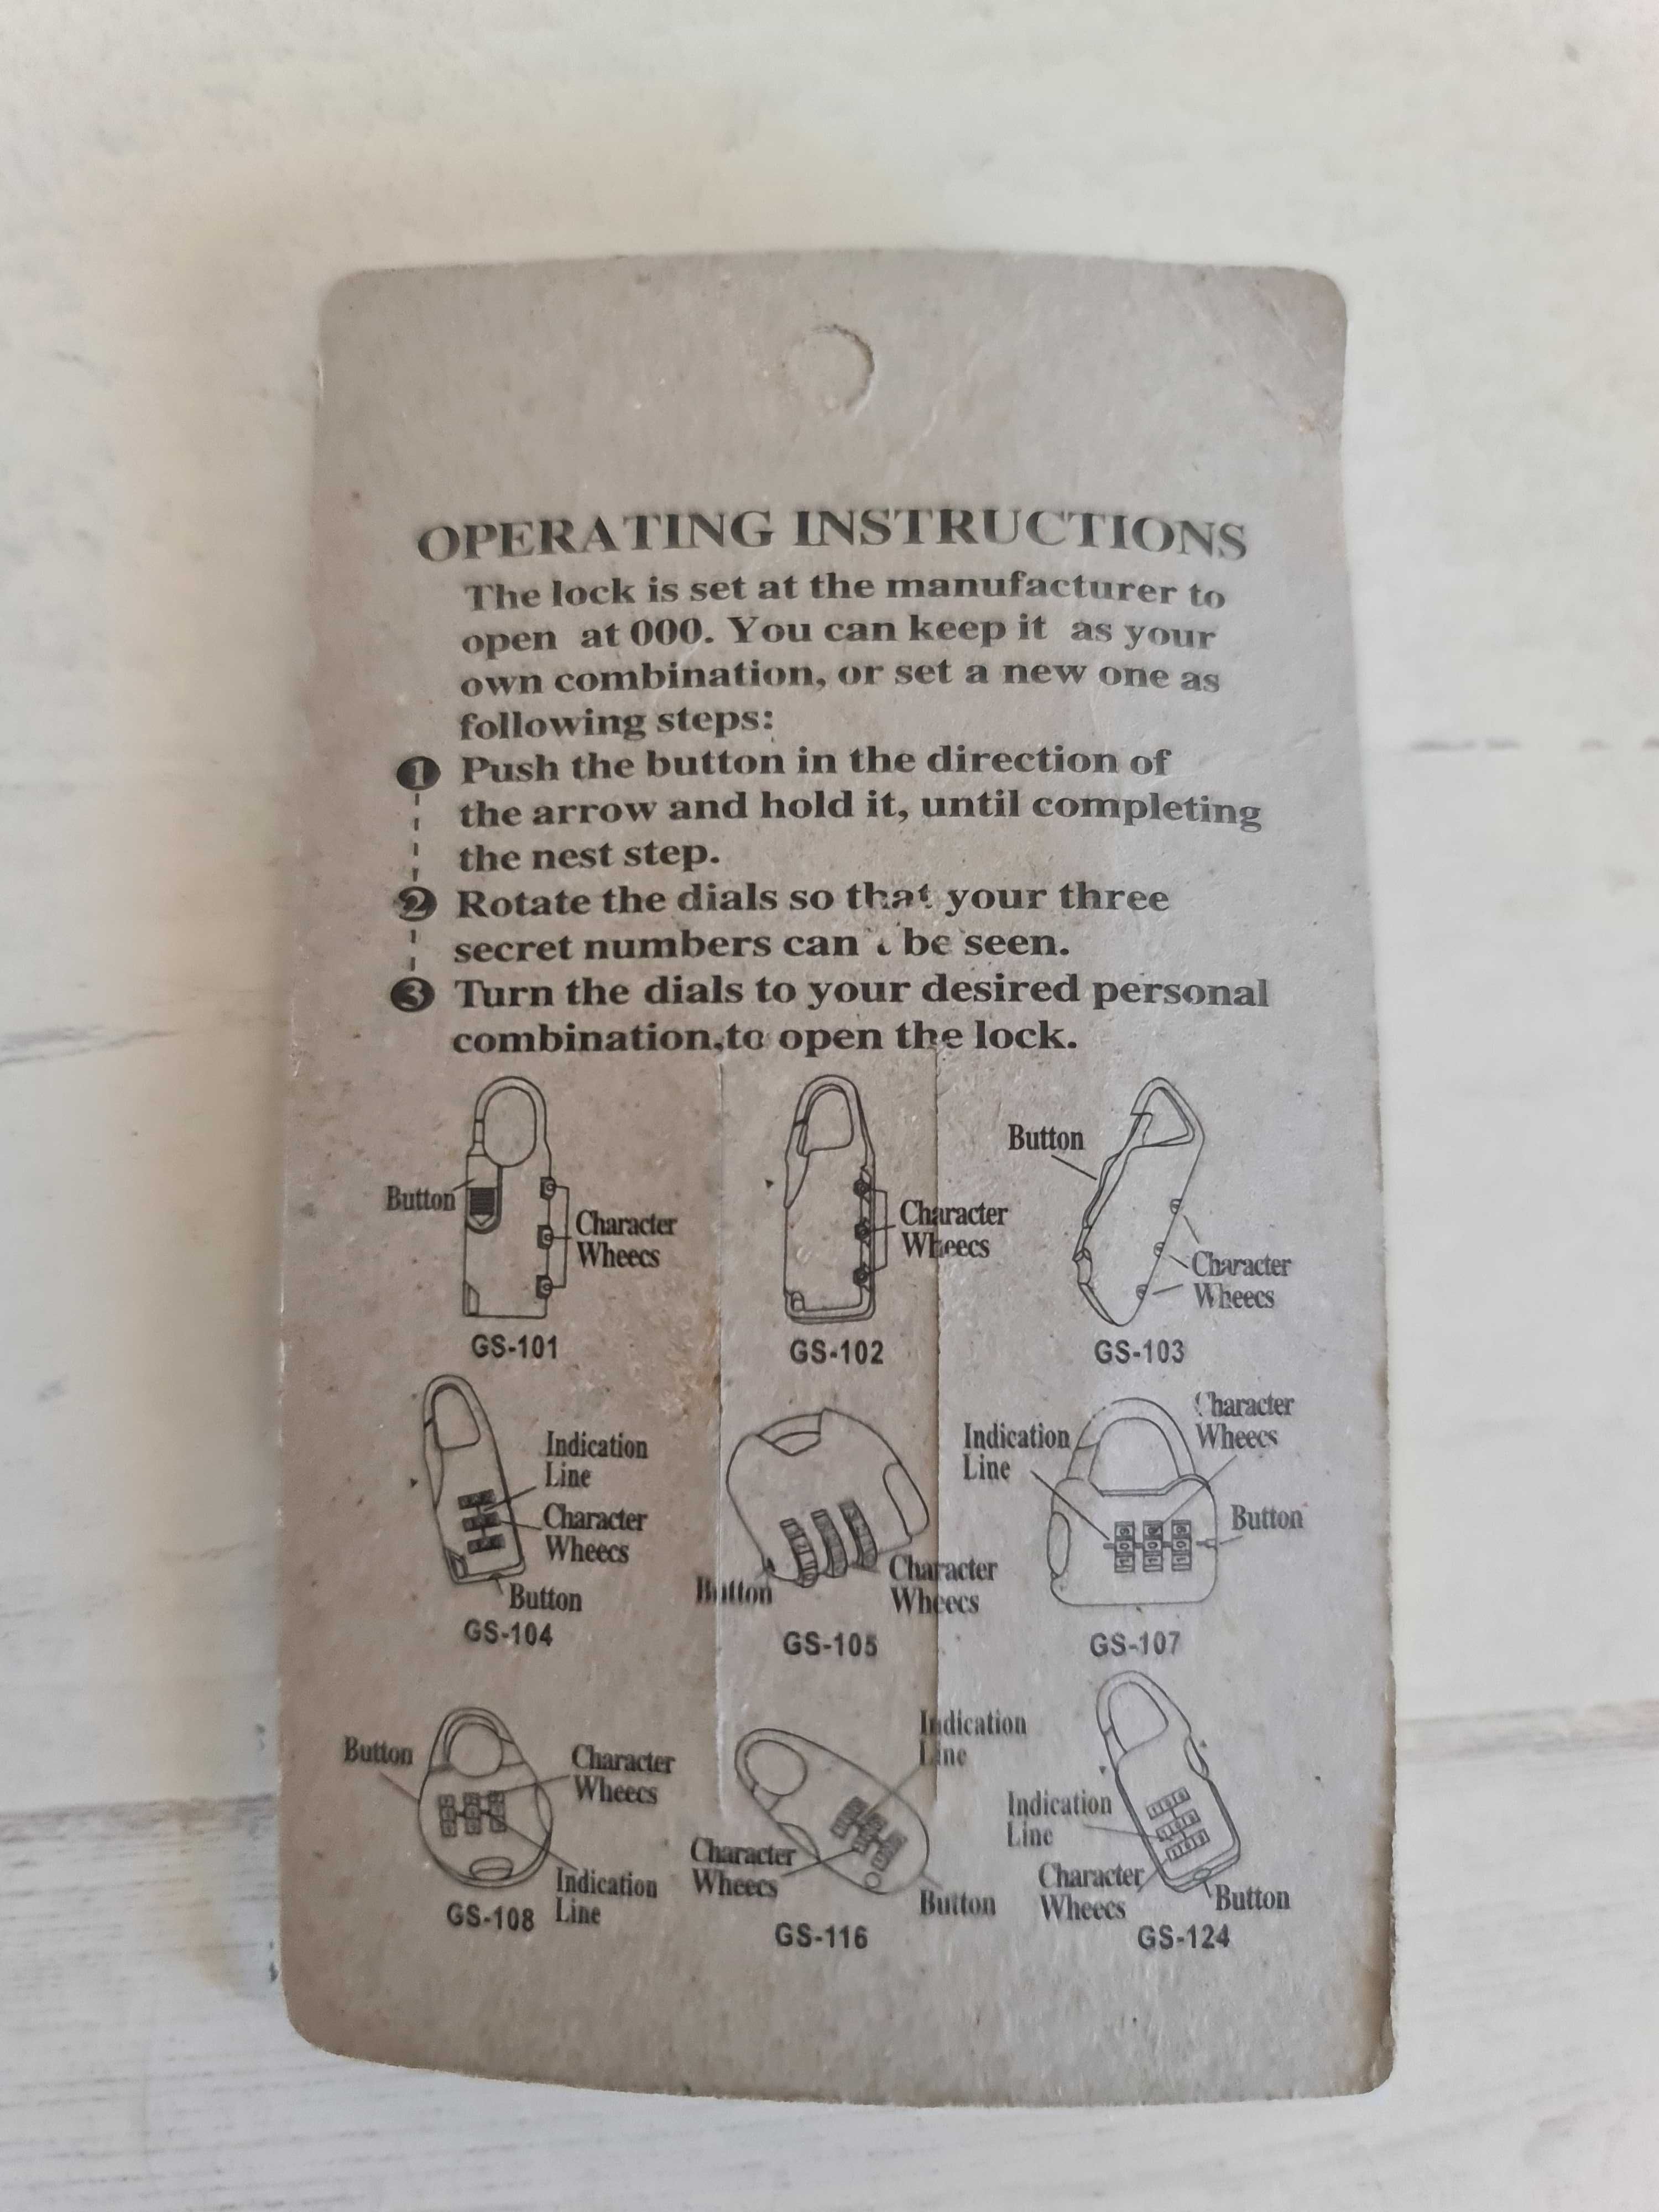 OPERATING INSTRUCTIONS
The lock is set at the manufacturer to
open at 000. You can keep it as your
own combination, or set a new one as
following steps:
1 Push the button in the direction of
the arrow and hold it, until completing
the nest step.
2 Rotate the dials so that your three
secret numbers can't be seen.
3 Turn the dials to your desired personal
combination,to open the lock.
Button
Character
Wheecs
GS-101
Character
Wheecs
GS-102
Button
Character
Wheecs
GS-103
Indication
Line
Character
Wheecs
Button
GS-104
Button
Character
Wheecs
GS-105
Indication
Line
Character
Wheecs
Button
GS-107
Button
Character
Wheecs
Indication
Line
GS-108
Indication
Line
Character
Wheecs
Button
GS-116
Indication
Line
Character
Wheecs
Button
GS-124